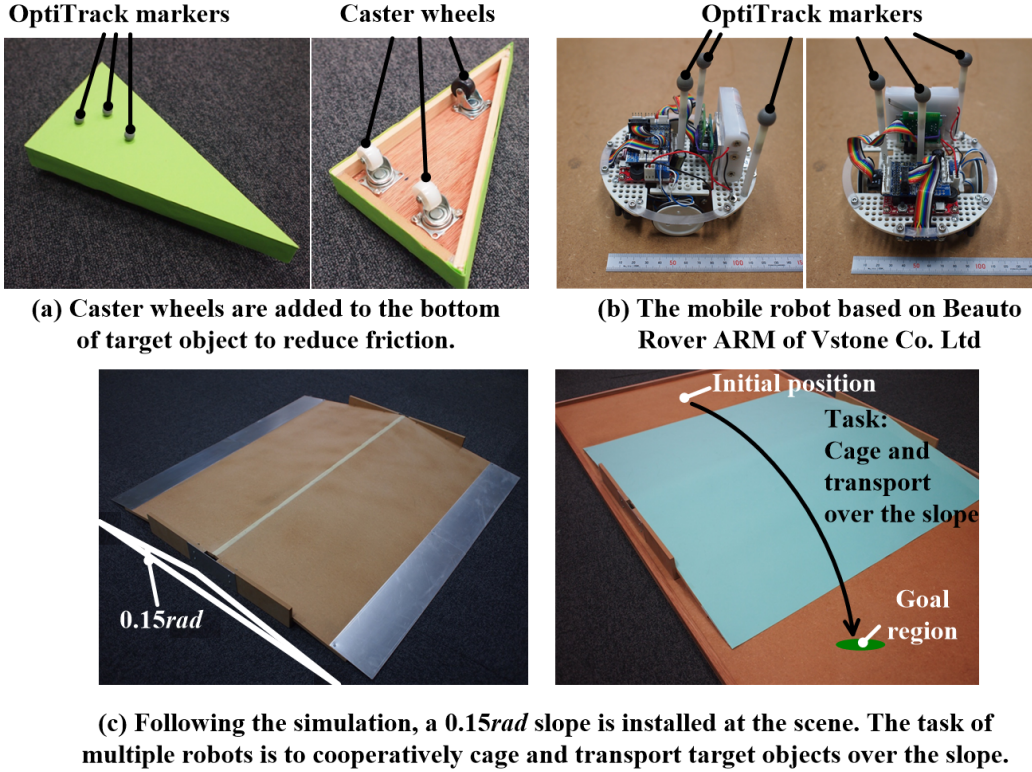 OptiTrack markers
Caster wheels
OptiTrack markers
(a) Caster wheels are added to the bottom
of target object to reduce friction.
(b) The mobile robot based on Beauto
Rover ARM of Vstone Co. Ltd
0.15rad
Initial position
Task:
Cage and
transport
over the slope
Goal
region
(c) Following the simulation, a 0.15rad slope is installed at the scene. The task of
multiple robots is to cooperatively cage and transport target objects over the slope.